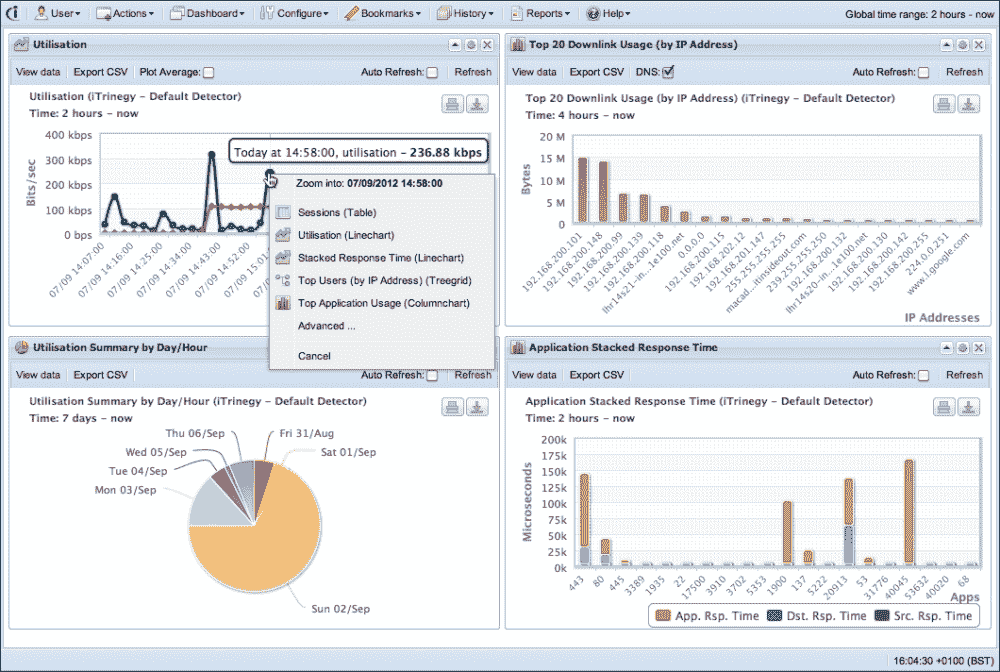 User Actions Dashboard Configure Bookmarks History Reports Help Global time range: 2 hours - now
Utilisation
View data Export CSV Plot Average: Auto Refresh: Refresh
Utilisation (iTrinegy - Default Detector)
Time: 2 hours - now
400 kbps
300 kbps
200 kbps
100 kbps
0 bps
Bits/sec
Today at 14:58:00, utilisation - 236.88 kbps
07/09 14:07:00
07/09 14:16:00
07/09 14:25:00
07/09 14:34:00
07/09 14:43:00
07/09 14:52:00
07/09 15:01
Zoom into: 07/09/2012 14:58:00
Sessions (Table)
Utilisation (Linechart)
Stacked Response Time (Linechart)
Top Users (by IP Address) (Treegrid)
Top Application Usage (Columnchart)
Advanced ...
Cancel
Top 20 Downlink Usage (by IP Address)
View data Export CSV DNS: Auto Refresh: Refresh
Top 20 Downlink Usage (by IP Address) (iTrinegy - Default Detector)
Time: 4 hours - now
20 M
15 M
10 M
5 M
0
Bytes
192.168.200.101
192.168.200.148
192.168.200.99
192.168.200.139
192.168.200.118
lhr14s21-in...1e100.net
0.0.0.0
192.168.200.115
192.168.202.12
192.168.201.147
255.255.255.255
macad...itinsideout.com
239.255.255.250
192.168.200.132
lhr14s20-in...1e100.net
192.168.200.130
192.168.200.142
192.168.200.255
224.0.0.251
www.l.google.com
IP Addresses
Utilisation Summary by Day/Hour
View data Export CSV Auto Refresh: Refresh
Utilisation Summary by Day/Hour (iTrinegy - Default Detector)
Time: 7 days - now
Thu 06/Sep
Wed 05/Sep
Tue 04/Sep
Mon 03/Sep
Fri 31/Aug
Sat 01/Sep
Sun 02/Sep
Application Stacked Response Time
View data Export CSV Auto Refresh: Refresh
Application Stacked Response Time (iTrinegy - Default Detector)
Time: 2 hours - now
200k
175k
150k
125k
100k
75k
50k
25k
0k
Microseconds
443
80
445
3389
1935
22
17500
3910
3702
5353
1900
137
5222
20913
53
31776
40045
53632
40020
68
Apps
App. Rsp. Time Dst. Rsp. Time Src. Rsp. Time
16:04:30 +0100 (BST)